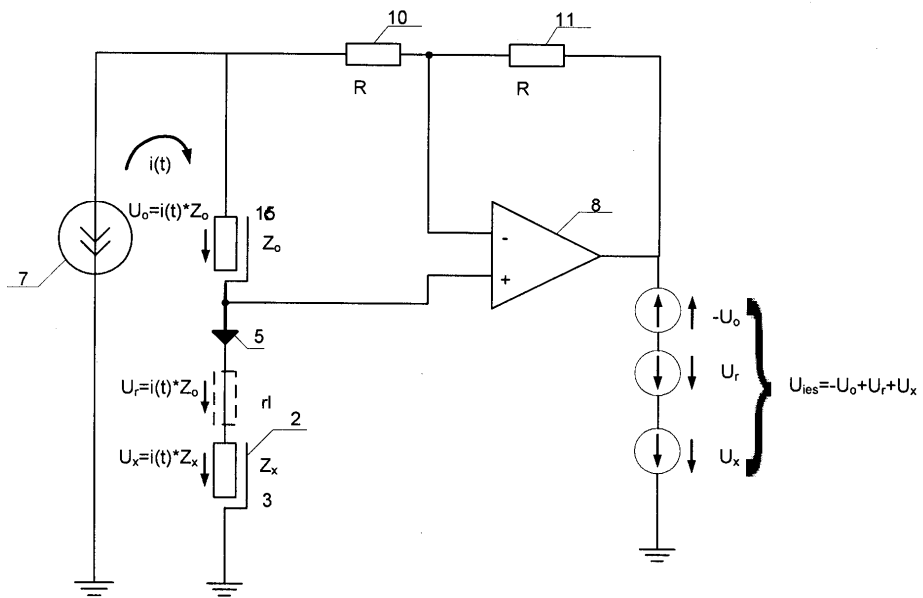 10
11
R
R
i(t)
Uo=i(t)*Zo
Zo
8
-
+
7
5
-Uo
Ur=i(t)*Zo
rl
Ur
Uies=-Uo+Ur+Ux
2
Ux=i(t)*Zx
Zx
Ux
3